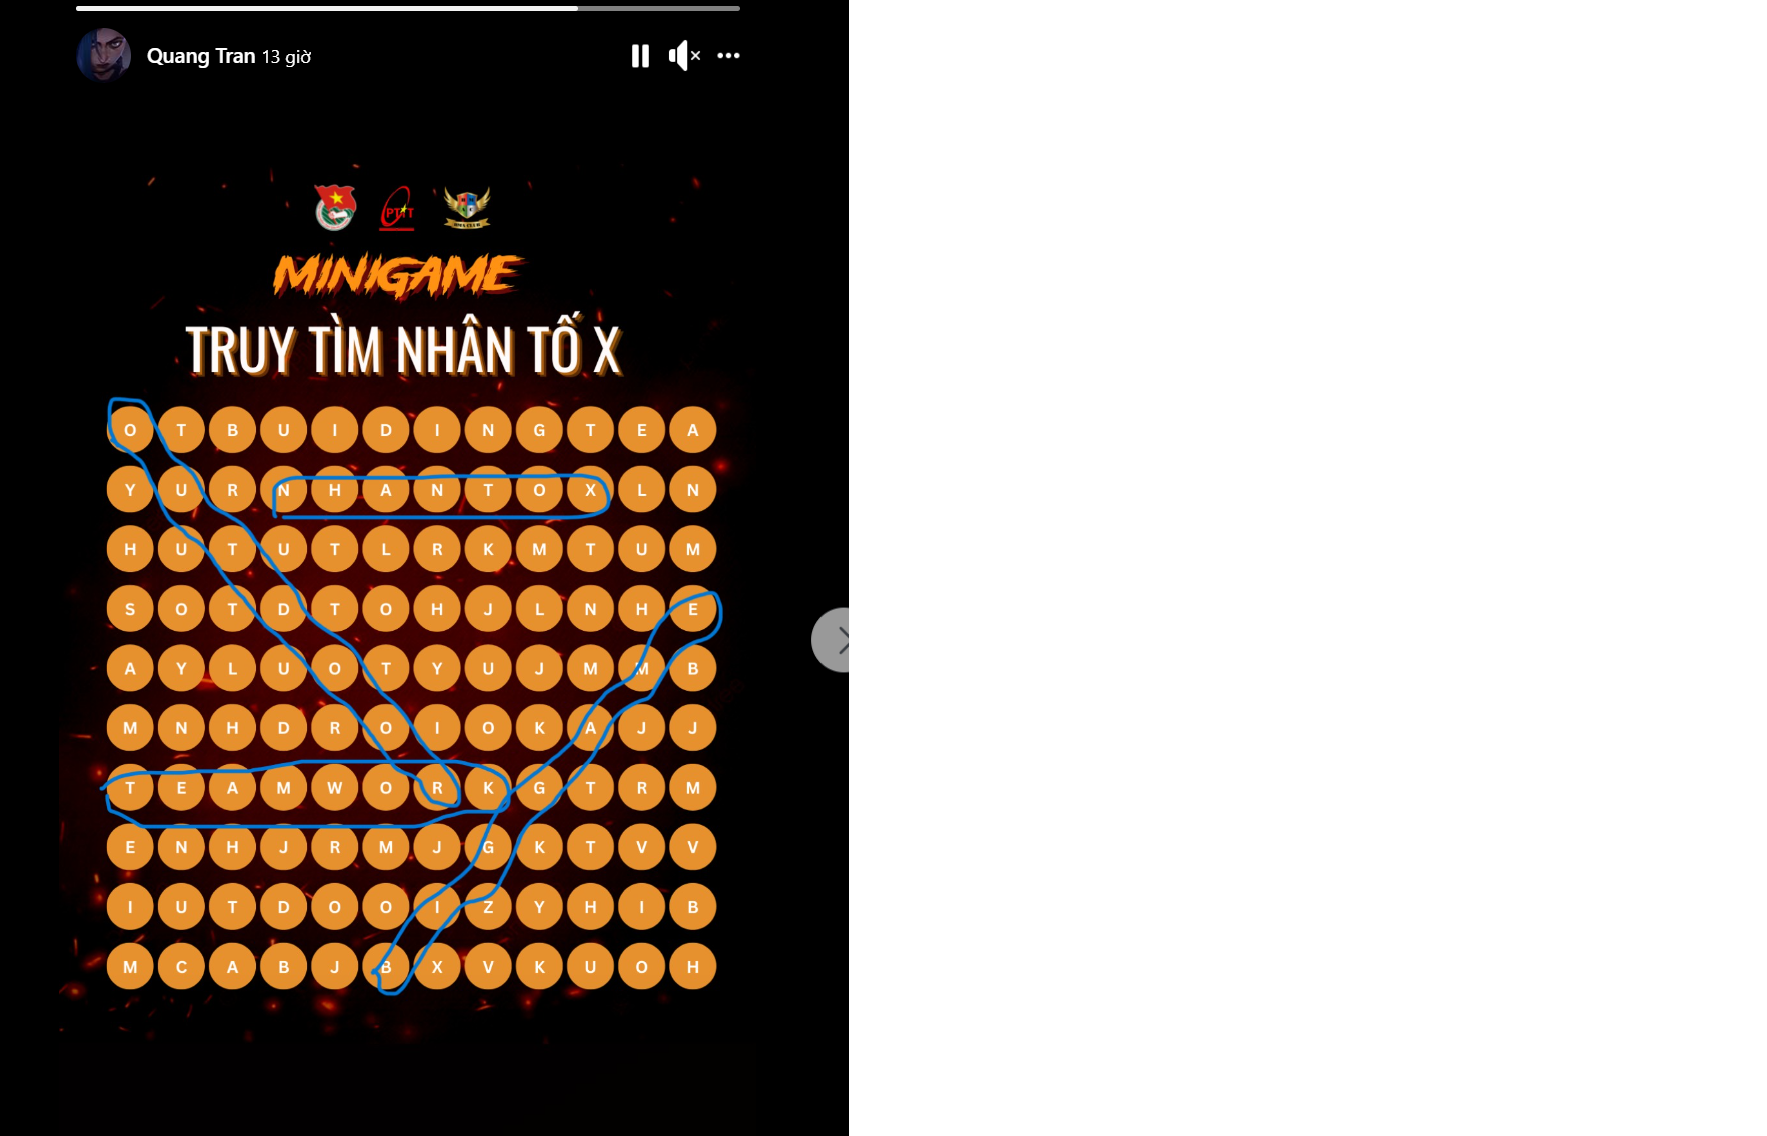 Quang Tran 13 giờ
PTIT
MINIGAME
TRUY TÌM NHÂN TỐ X
O T B U I D I N G T E A
Y U R N H A N T O X L N
H U T U T L R K M T U M
S O T D T O H J L N H E
A Y L U O T Y U J M M B
M N H D R O I O K A J J
T E A M W O R K G T R M
E N H J R M J G K T V V
I U T D O O I Z Y H I B
M C A B J B X V K U O H